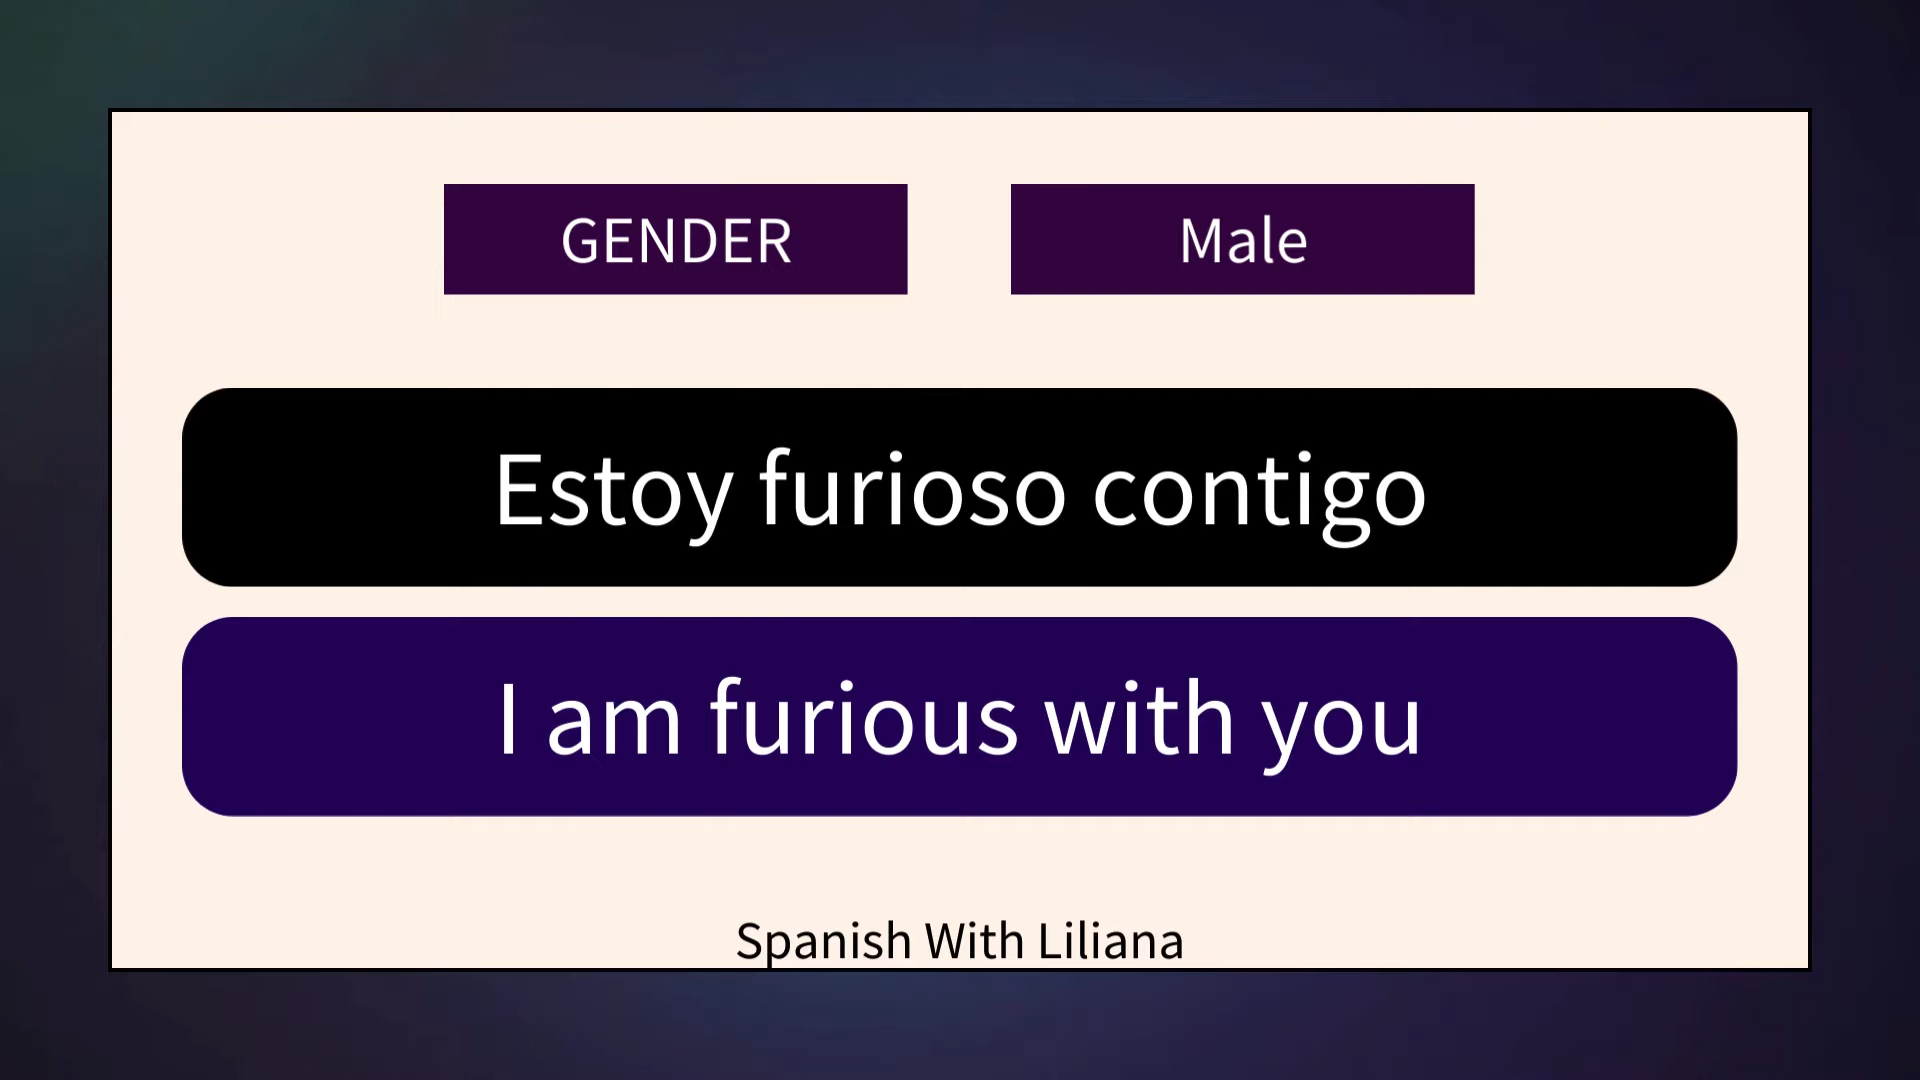 GENDER
Male
Estoy furioso contigo
I am furious with you
Spanish With Liliana